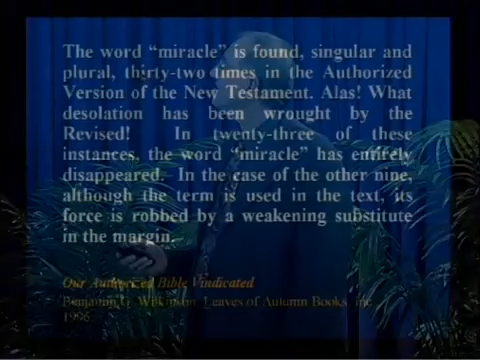 The word “miracle” is found, singular and
plural, thirty-two times in the Authorized
Version of the New Testament. Alas! What
desolation has been wrought by the
Revised! In twenty-three of these
instances, the word “miracle” has entirely
disappeared. In the case of the other nine,
although the term is used in the text, its
force is robbed by a weakening substitute
in the margin.
Our Authorized Bible Vindicated
Benjamin G. Wilkinson, Leaves of Autumn Books, inc